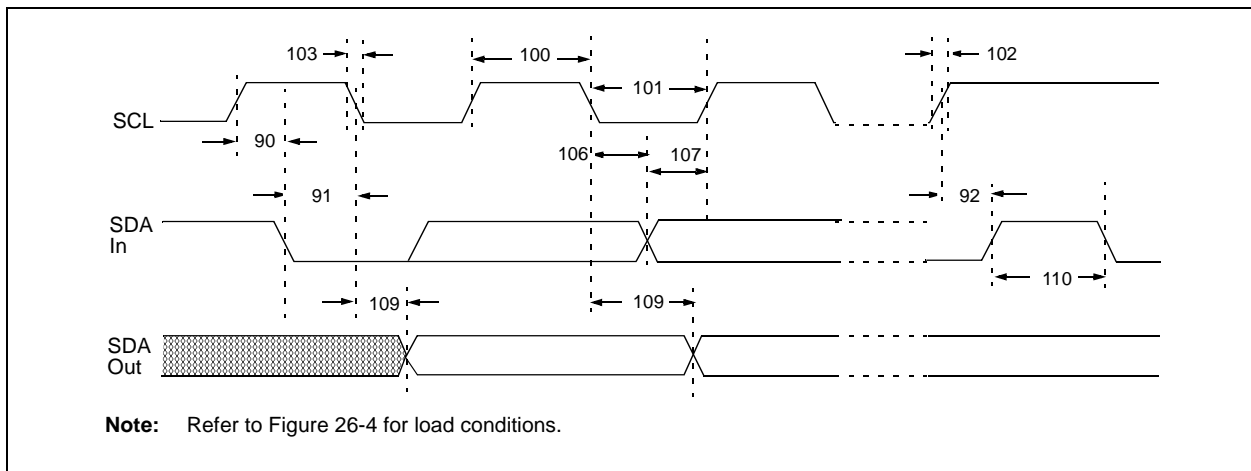 103
100
102
101
SCL
90
106
107
91
92
SDA
In
110
109
109
SDA
Out
Note: Refer to Figure 26-4 for load conditions.